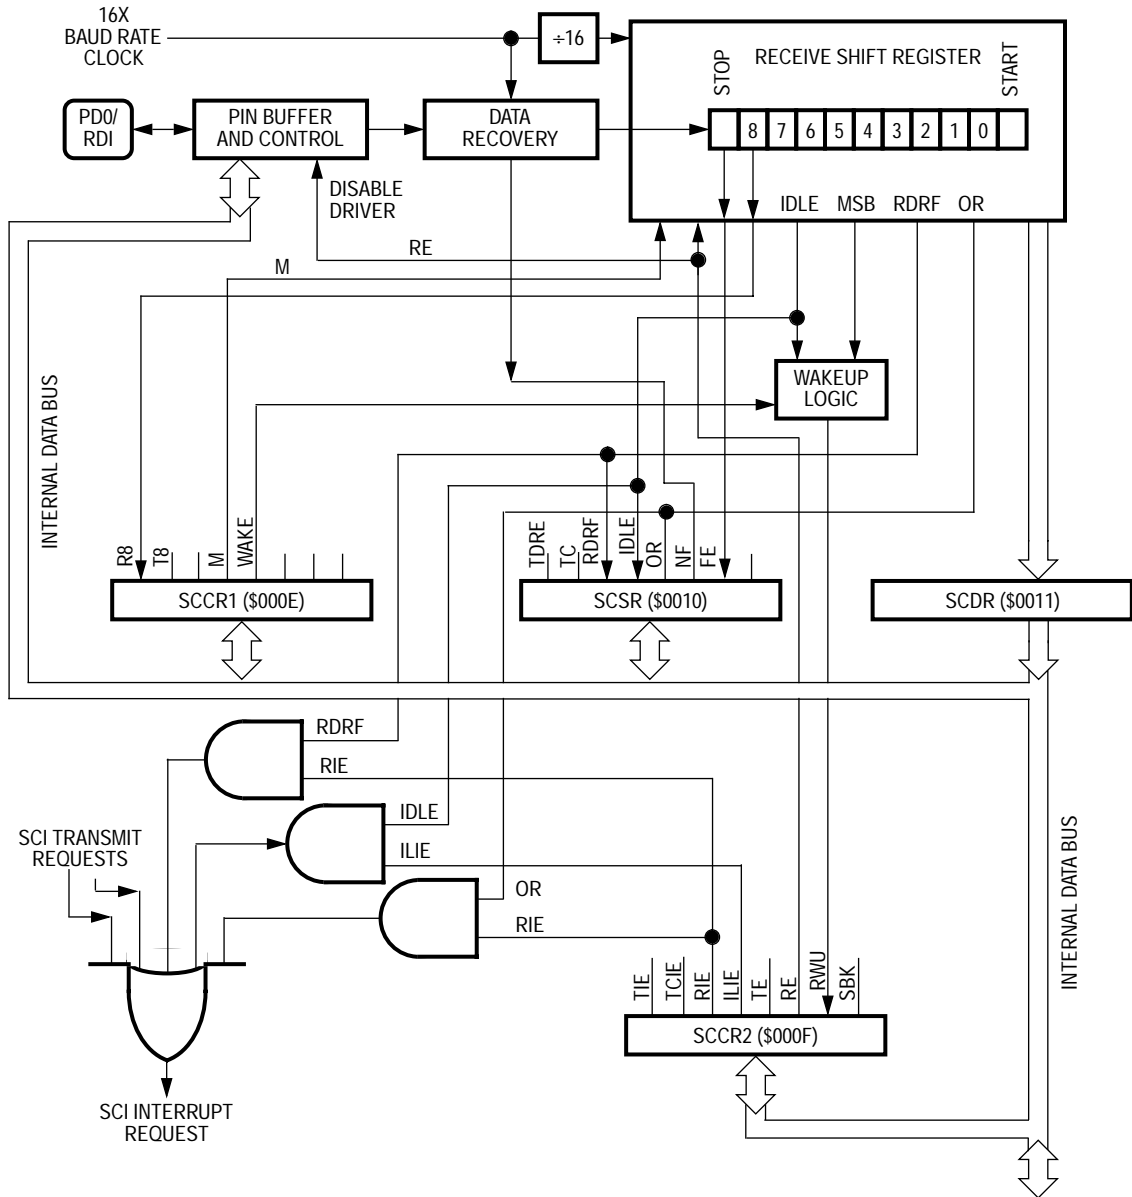 16X
BAUD RATE
CLOCK
÷16
RECEIVE SHIFT REGISTER
STOP
START
PD0/
RDI
PIN BUFFER
AND CONTROL
DATA
RECOVERY
8 7 6 5 4 3 2 1 0
DISABLE
DRIVER
IDLE MSB RDRF OR
RE
M
WAKEUP
LOGIC
INTERNAL DATA BUS
R8 T8 M WAKE
TDRE TC RDRF IDLE OR NF FE
SCCR1 ($000E)
SCSR ($0010)
SCDR ($0011)
RDRF
RIE
IDLE
ILIE
SCI TRANSMIT
REQUESTS
OR
RIE
INTERNAL DATA BUS
TIE TCIE RIE ILIE TE RE RWU SBK
SCCR2 ($000F)
SCI INTERRUPT
REQUEST